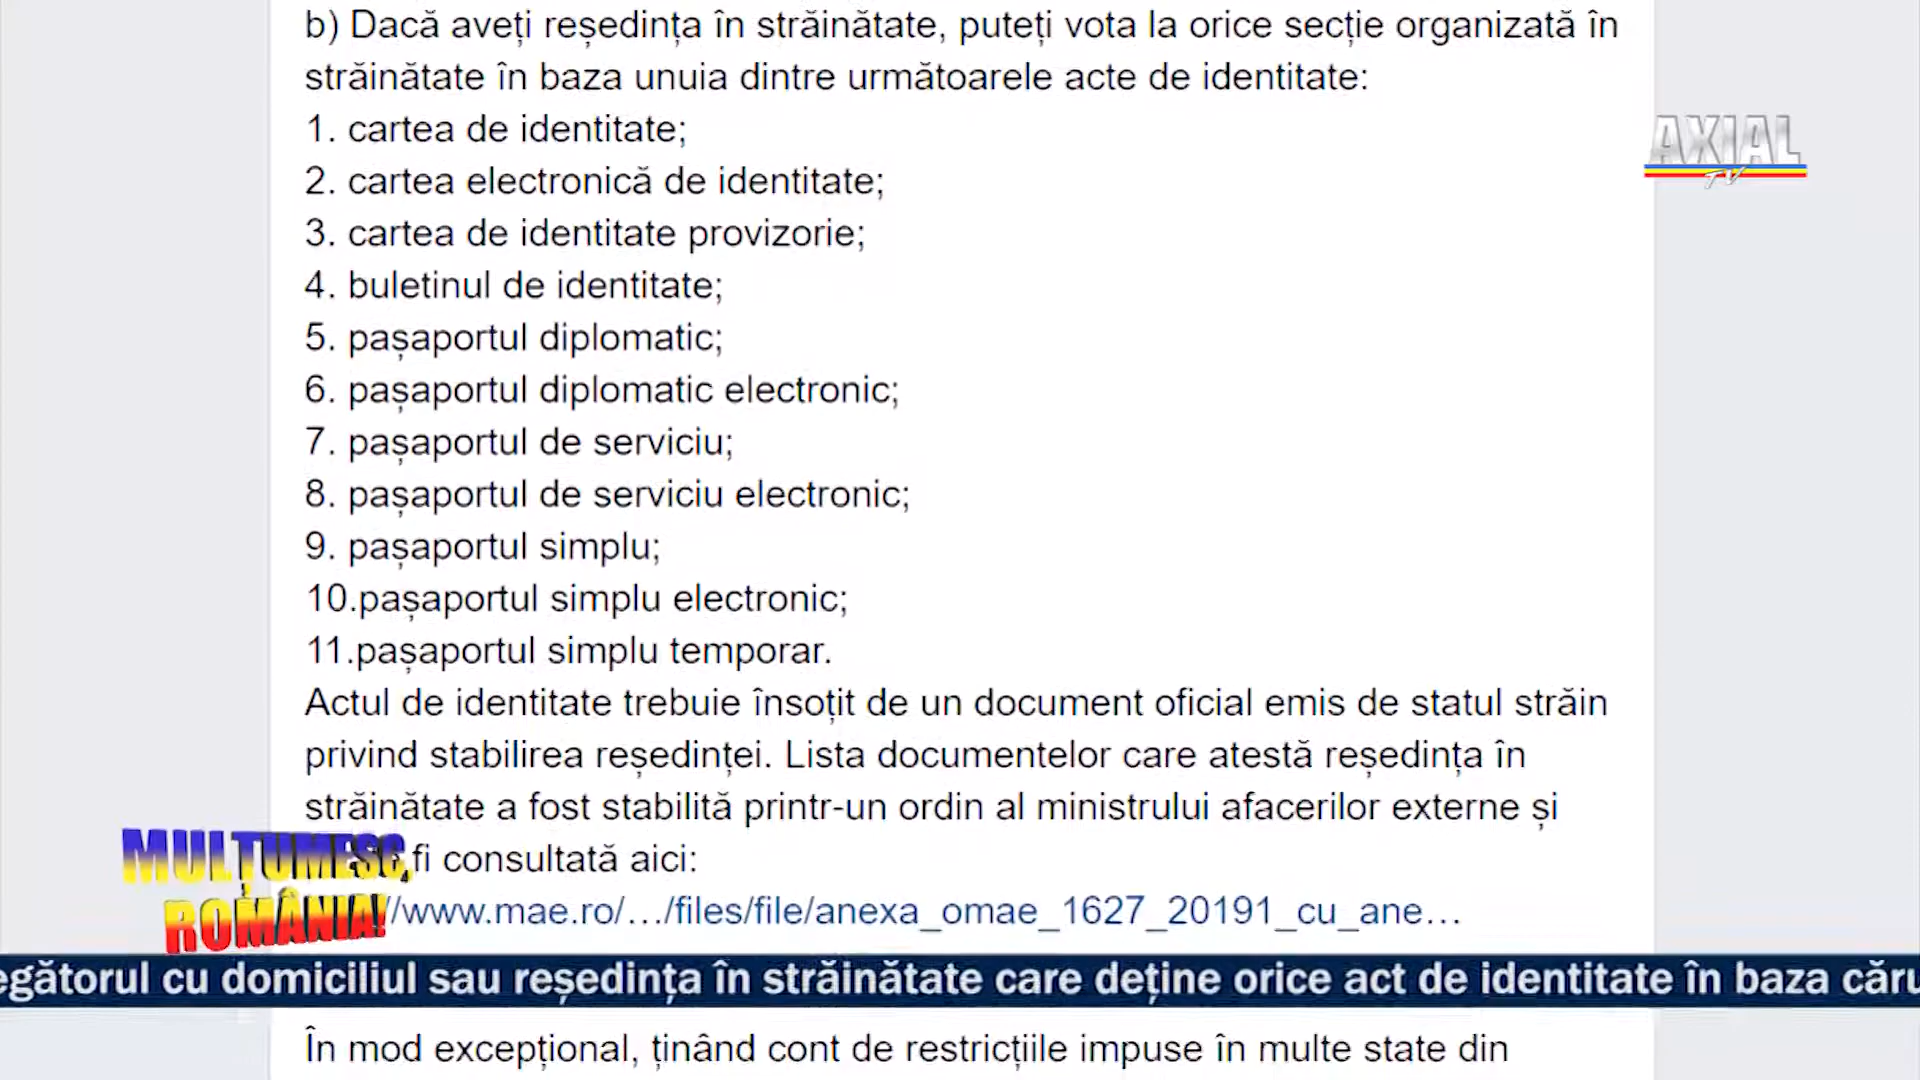 b) Dacă aveți reședința în străinătate, puteți vota la orice secție organizată în
străinătate în baza unuia dintre următoarele acte de identitate:
1. cartea de identitate;
2. cartea electronică de identitate;
3. cartea de identitate provizorie;
4. buletinul de identitate;
5. pașaportul diplomatic;
6. pașaportul diplomatic electronic;
7. pașaportul de serviciu;
8. pașaportul de serviciu electronic;
9. pașaportul simplu;
10.pașaportul simplu electronic;
11.pașaportul simplu temporar.
Actul de identitate trebuie însoțit de un document oficial emis de statul străin
privind stabilirea reședinței. Lista documentelor care atestă reședința în
străinătate a fost stabilită printr-un ordin al ministrului afacerilor externe și
fi consultată aici:
/www.mae.ro/…/files/file/anexa_omae_1627_20191_cu_ane…
AXIAL
TV
MULȚUMESC,
ROMÂNIA!
egătorul cu domiciliul sau reședința în străinătate care deține orice act de identitate în baza căru
În mod excepțional, ținând cont de restricțiile impuse în multe state din